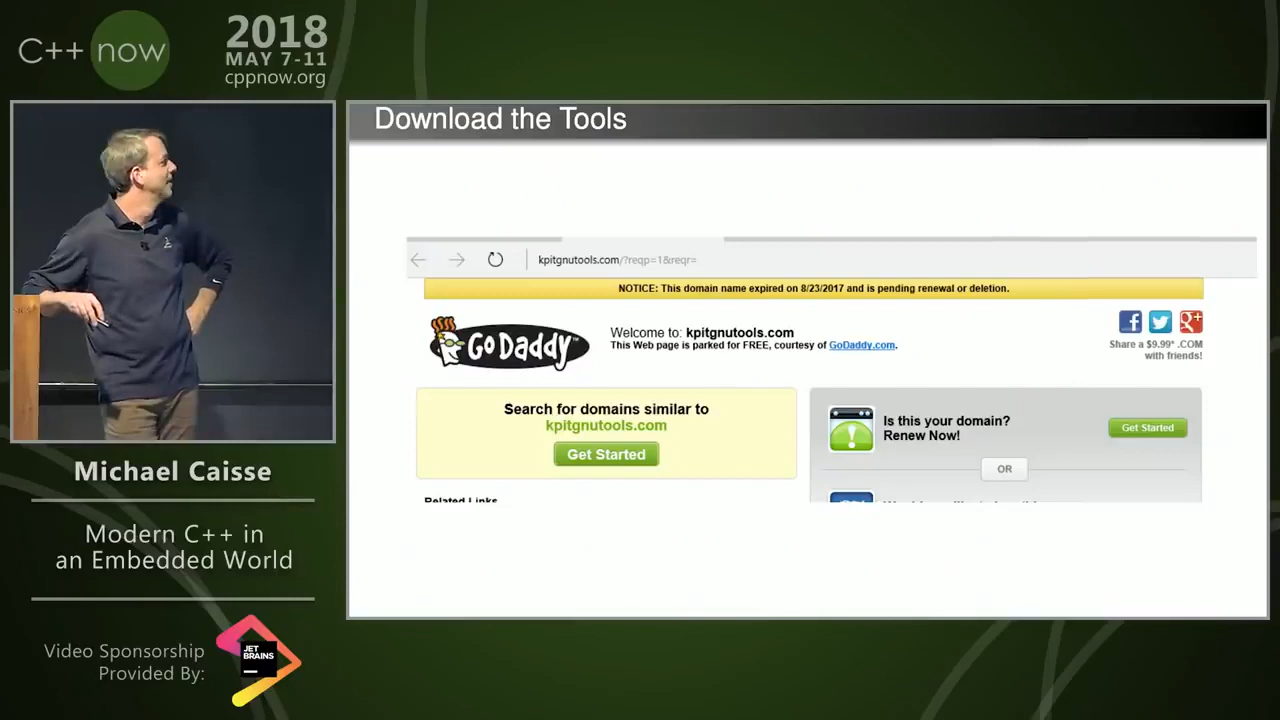 C++ now
2018
MAY 7-11
cppnow.org
Michael Caisse
Modern C++ in
an Embedded World
Video Sponsorship
Provided By:
JET
BRAINS
Download the Tools
kpitgnutools.com/?reqp=1&reqr=
NOTICE: This domain name expired on 8/23/2017 and is pending renewal or deletion.
GO DADDY™
Welcome to: kpitgnutools.com
This Web page is parked for FREE, courtesy of GoDaddy.com.
Share a $9.99* .COM
with friends!
Search for domains similar to
kpitgnutools.com
Get Started
Is this your domain?
Renew Now!
Get Started
OR
Related Links